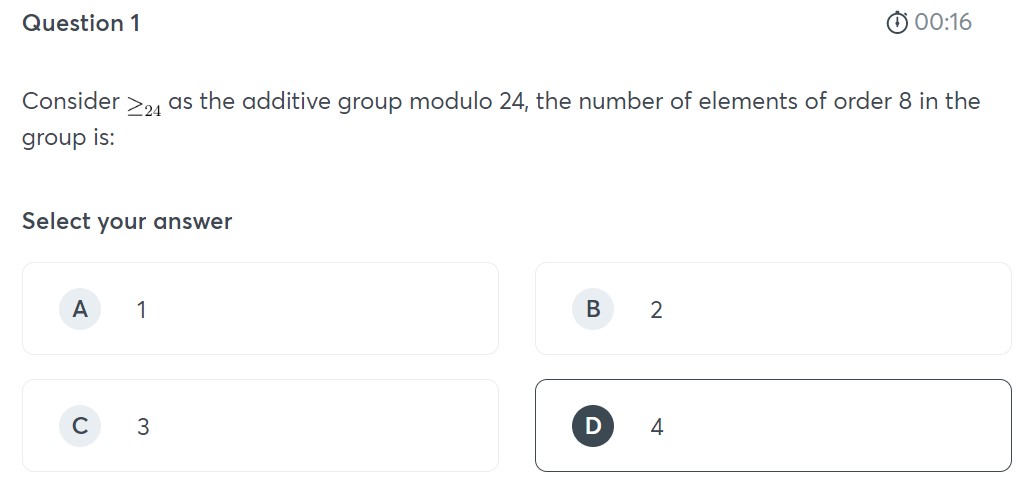 Question 1
00:16
Consider ≥₂₄ as the additive group modulo 24, the number of elements of order 8 in the
group is:
Select your answer
A 1
B 2
C 3
D 4